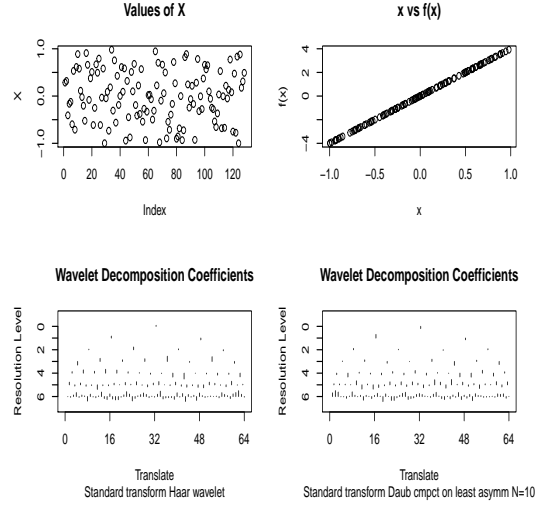 Values of X
x vs f(x)
X
1.0
0.0
−1.0
0 20 40 60 80 100 120
Index
f(x)
4
2
0
−4
−1.0 −0.5 0.0 0.5 1.0
x
Wavelet Decomposition Coefficients
Wavelet Decomposition Coefficients
Resolution Level
0
2
4
6
0 16 32 48 64
Translate
Standard transform Haar wavelet
Resolution Level
0
2
4
6
0 16 32 48 64
Translate
Standard transform Daub cmpct on least asymm N=10